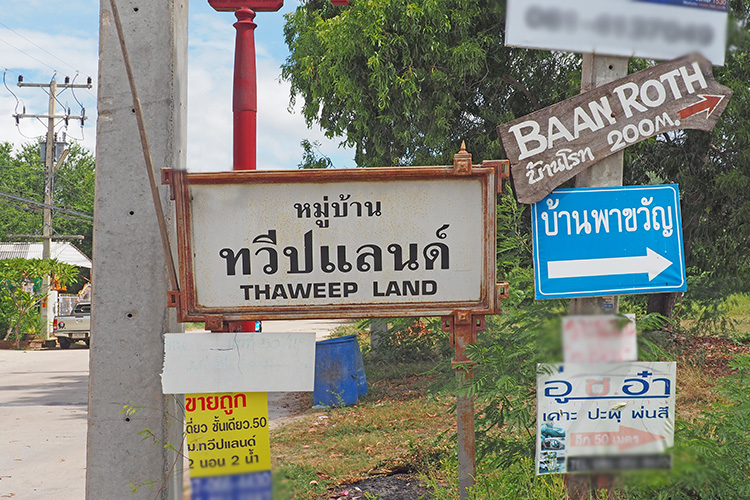 หมู่บ้าน
ทวีปแลนด์
THAWEEP LAND
BAAN ROTH
บ้านโรท 200M.
บ้านพาขวัญ
ขายถูก
เดี่ยว ชั้นเดียว.50
ม.ทวีปแลนด์
2 นอน 2 น้ำ
อู่ ช.อ๋า
เคาะ ปะผุ พ่นสี
อีก 50 เมตร